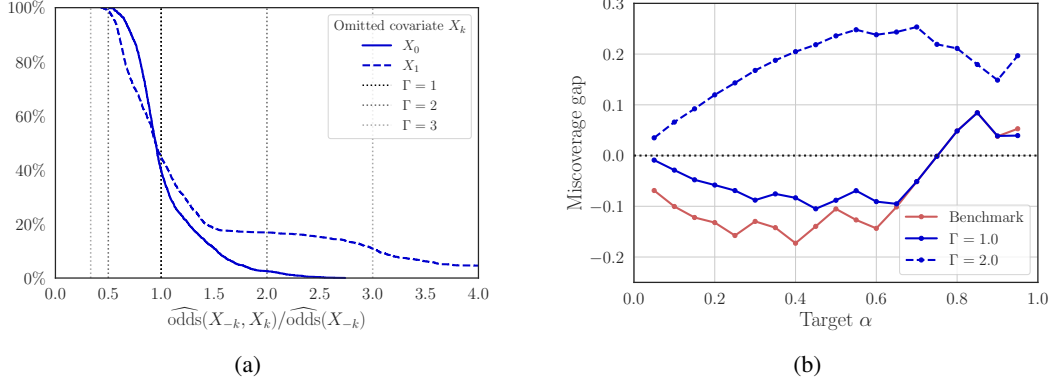 100%
80%
60%
40%
20%
0%
0.0 0.5 1.0 1.5 2.0 2.5 3.0 3.5 4.0
Omitted covariate X_k
X_0
X_1
Γ = 1
Γ = 2
Γ = 3
odds(X_{−k}, X_k)/odds(X_{−k})
(a)
Miscoverage gap
0.3
0.2
0.1
0.0
−0.1
−0.2
0.0 0.2 0.4 0.6 0.8 1.0
Benchmark
Γ = 1.0
Γ = 2.0
Target α
(b)